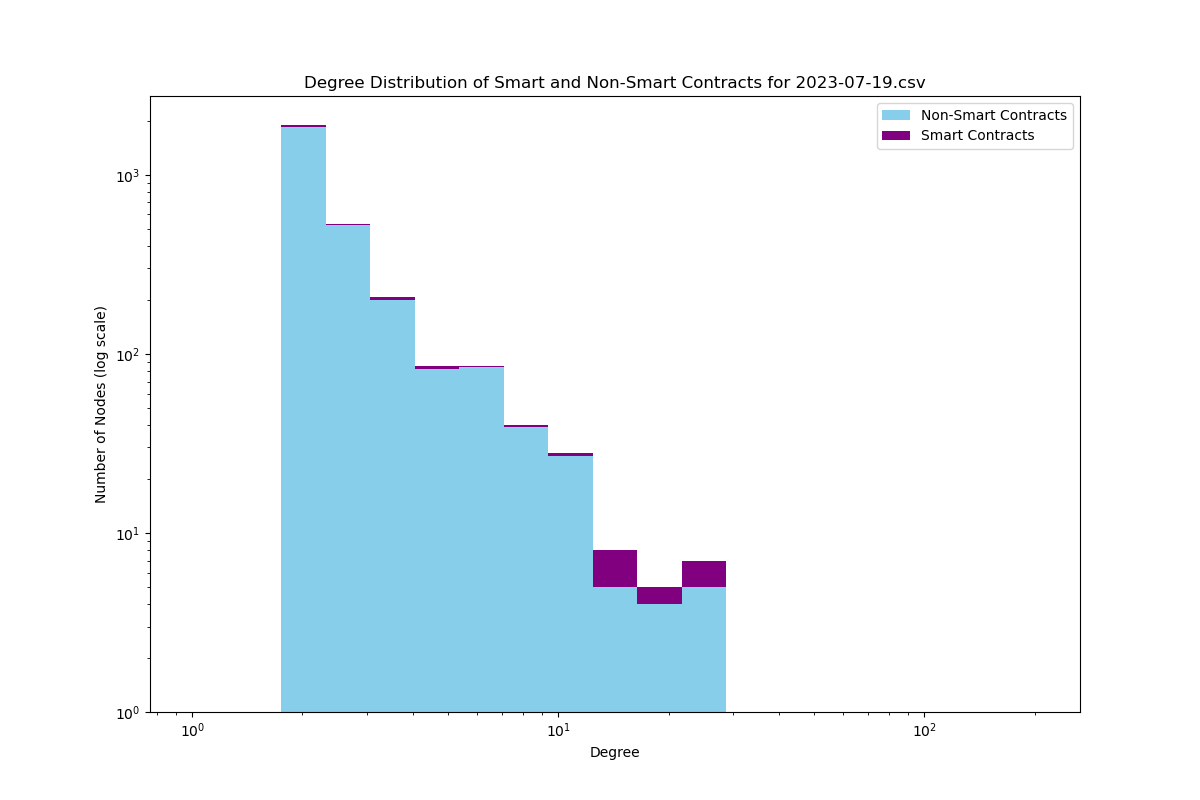 Degree Distribution of Smart and Non-Smart Contracts for 2023-07-19.csv
Non-Smart Contracts
Smart Contracts
Number of Nodes (log scale)
10³
10²
10¹
10⁰
10⁰ 10¹ 10²
Degree